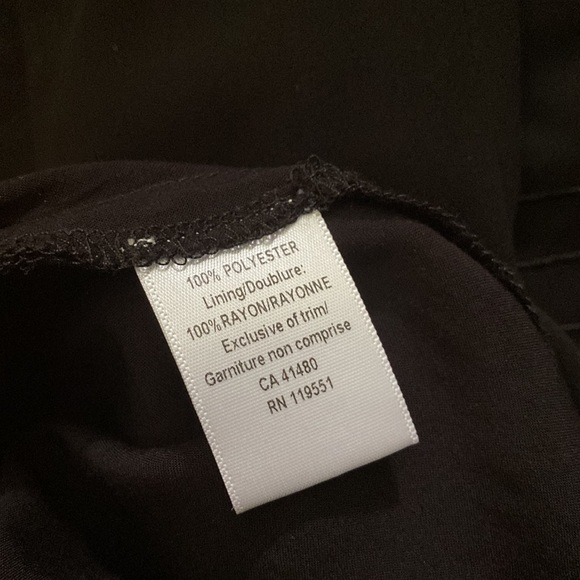 100% POLYESTER
Lining/Doublure:
100%RAYON/RAYONNE
Exclusive of trim/
Garniture non comprise
CA 41480
RN 119551